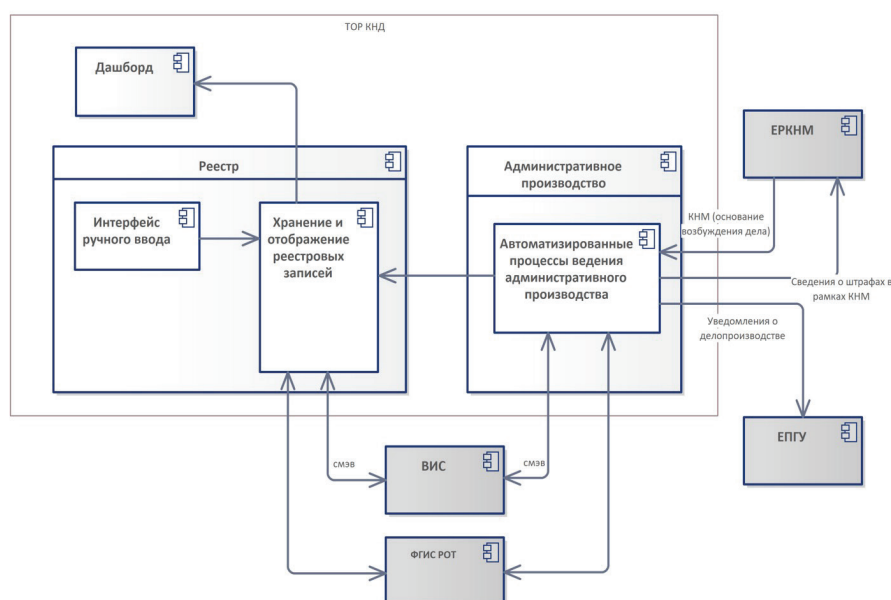 ТОР КНД
Дашборд
ЕРКНМ
Реестр
Административное
производство
Интерфейс
ручного ввода
Хранение и
отображение
реестровых
записей
Автоматизированные
процессы ведения
административного
производства
КНМ (основание
возбуждения дела)
Сведения о штрафах в
рамках КНМ
Уведомления о
делопроизводстве
ЕПГУ
смэв
ВИС
смэв
ФГИС РОТ